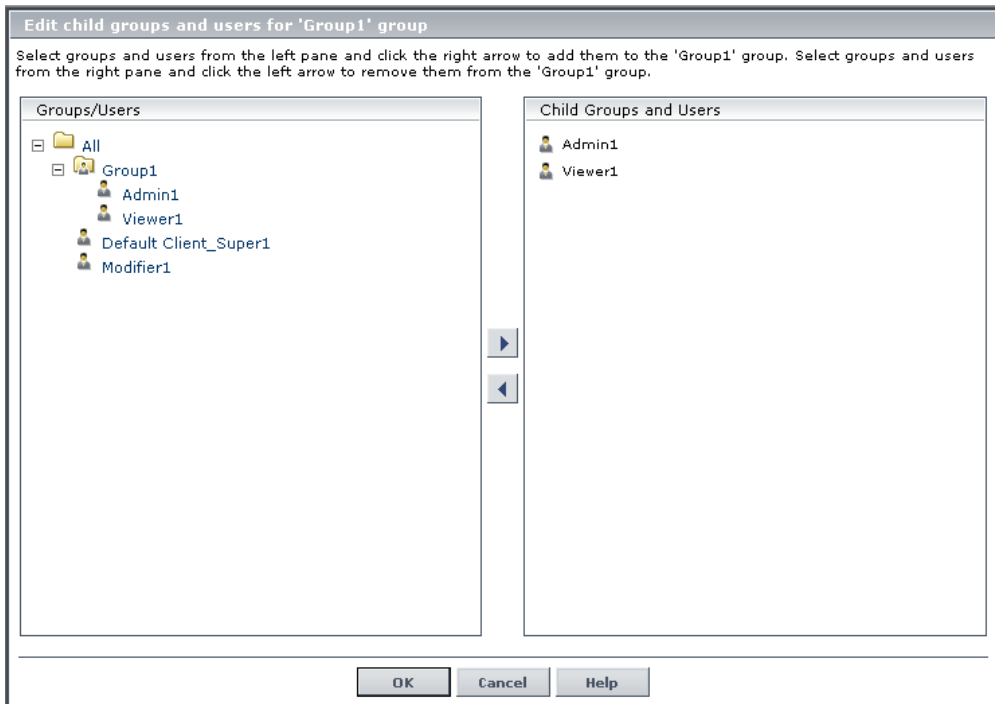 Edit child groups and users for 'Group1' group
Select groups and users from the left pane and click the right arrow to add them to the 'Group1' group. Select groups and users
from the right pane and click the left arrow to remove them from the 'Group1' group.
Groups/Users
All
Group1
Admin1
Viewer1
Default Client_Super1
Modifier1
Child Groups and Users
Admin1
Viewer1
OK
Cancel
Help